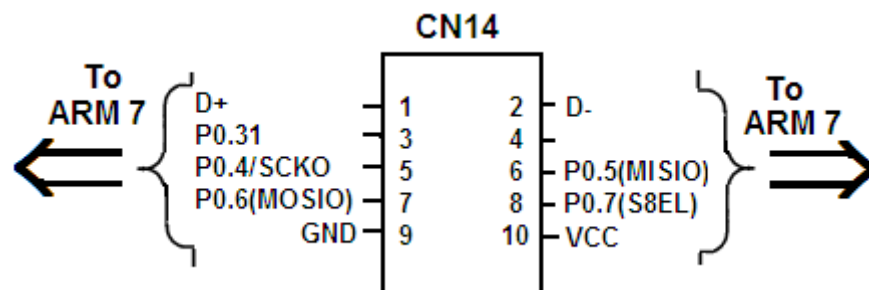 CN14
To
ARM 7
D+ 1 2 D-
P0.31 3 4
P0.4/SCKO 5 6 P0.5(MISIO)
P0.6(MOSIO) 7 8 P0.7(S8EL)
GND 9 10 VCC
To
ARM 7